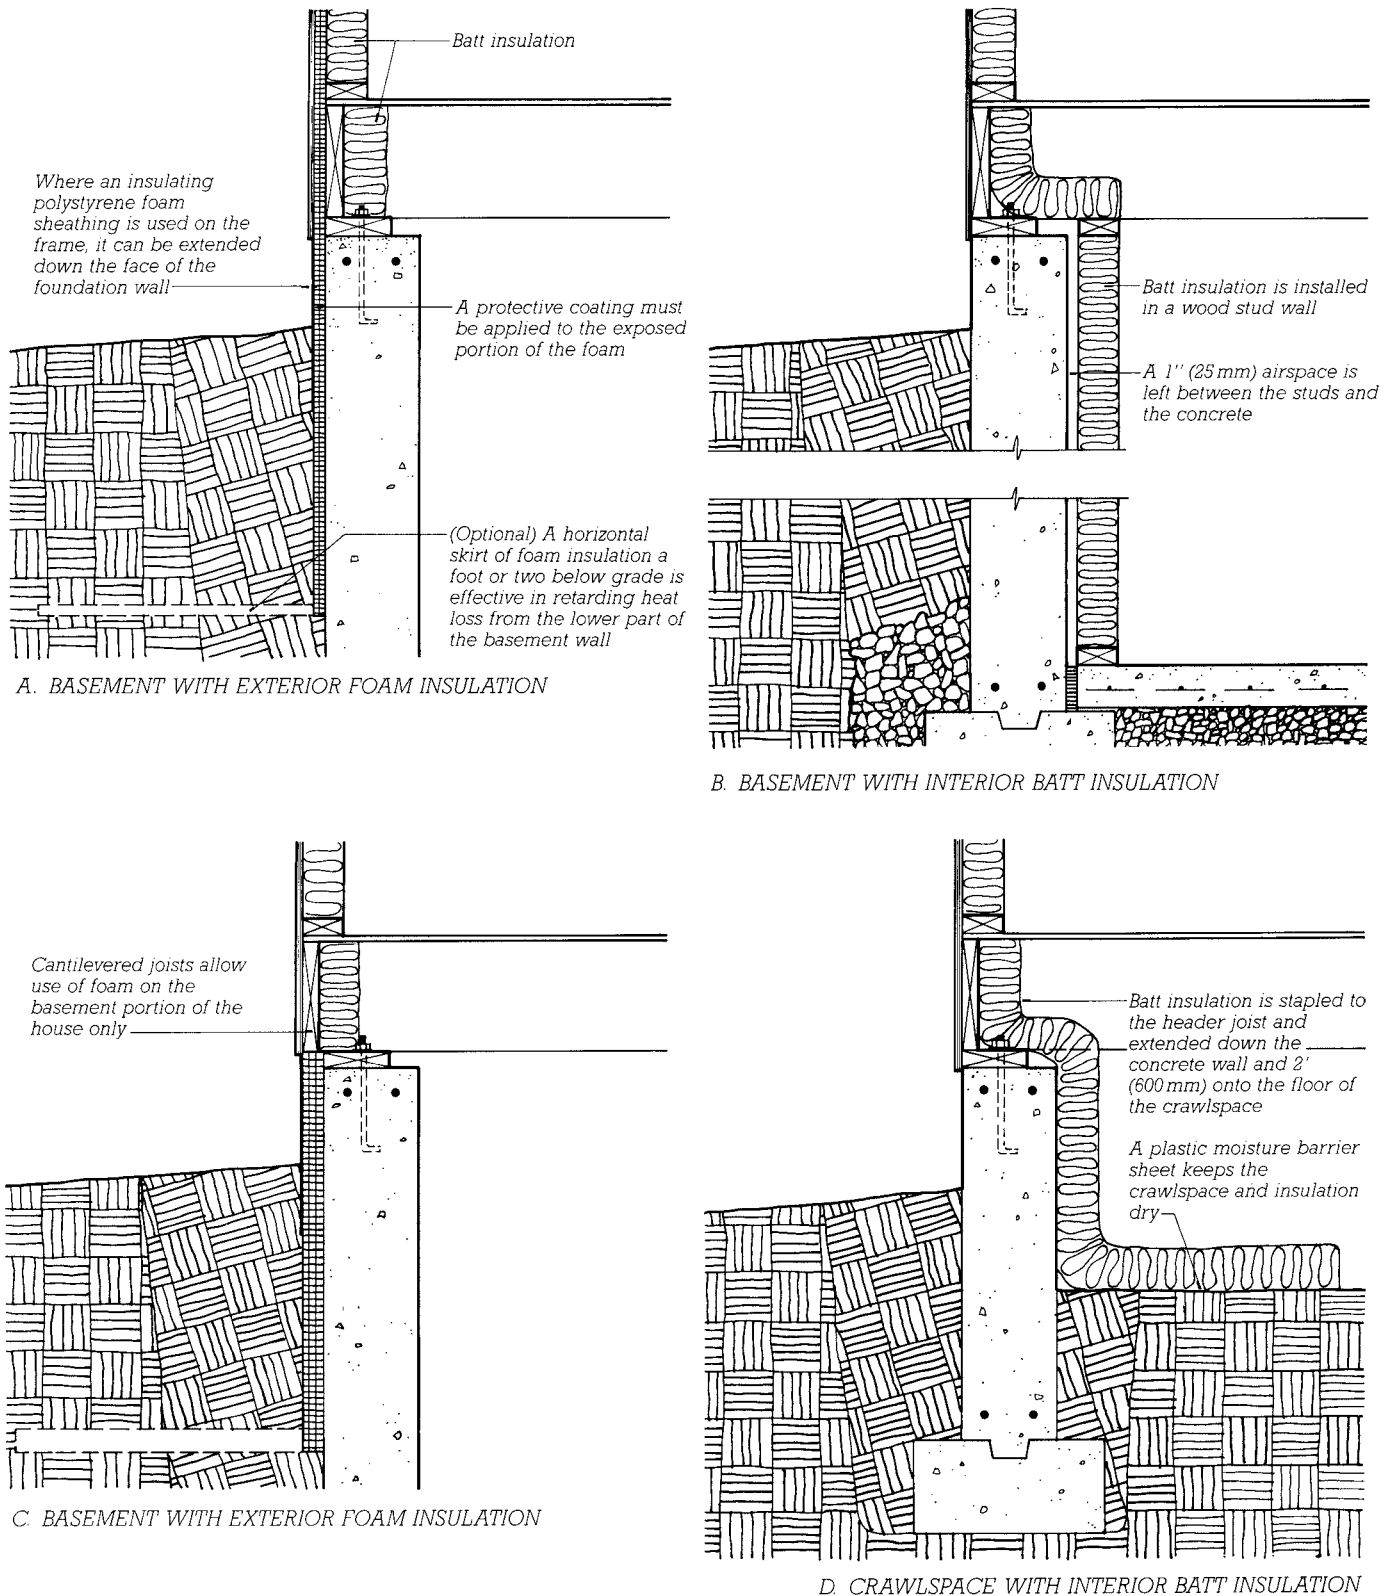 Batt insulation
Where an insulating
polystyrene foam
sheathing is used on the
frame, it can be extended
down the face of the
foundation wall
A protective coating must
be applied to the exposed
portion of the foam
(Optional) A horizontal
skirt of foam insulation a
foot or two below grade is
effective in retarding heat
loss from the lower part of
the basement wall
A. BASEMENT WITH EXTERIOR FOAM INSULATION
Batt insulation is installed
in a wood stud wall
A 1" (25 mm) airspace is
left between the studs and
the concrete
B. BASEMENT WITH INTERIOR BATT INSULATION
Cantilevered joists allow
use of foam on the
basement portion of the
house only
C. BASEMENT WITH EXTERIOR FOAM INSULATION
Batt insulation is stapled to
the header joist and
extended down the
concrete wall and 2'
(600 mm) onto the floor of
the crawlspace
A plastic moisture barrier
sheet keeps the
crawlspace and insulation
dry
D. CRAWLSPACE WITH INTERIOR BATT INSULATION